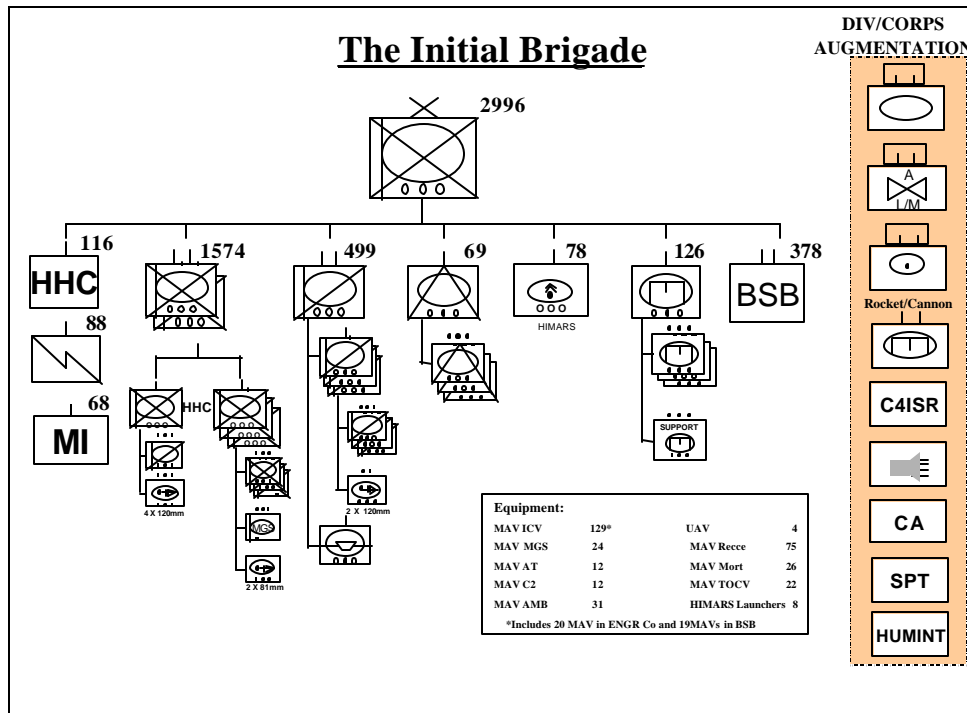 The Initial Brigade
DIV/CORPS
AUGMENTATION
2996
116
HHC
1574
499
69
78
HIMARS
126
378
BSB
88
68
MI
HHC
4 X 120mm
MGS
2 X 81mm
2 X 120mm
SUPPORT
A
L/M
Rocket/Cannon
C4ISR
CA
SPT
HUMINT
Equipment:
MAV ICV 129* UAV 4
MAV MGS 24 MAV Recce 75
MAV AT 12 MAV Mort 26
MAV C2 12 MAV TOCV 22
MAV AMB 31 HIMARS Launchers 8
*Includes 20 MAV in ENGR Co and 19MAVs in BSB